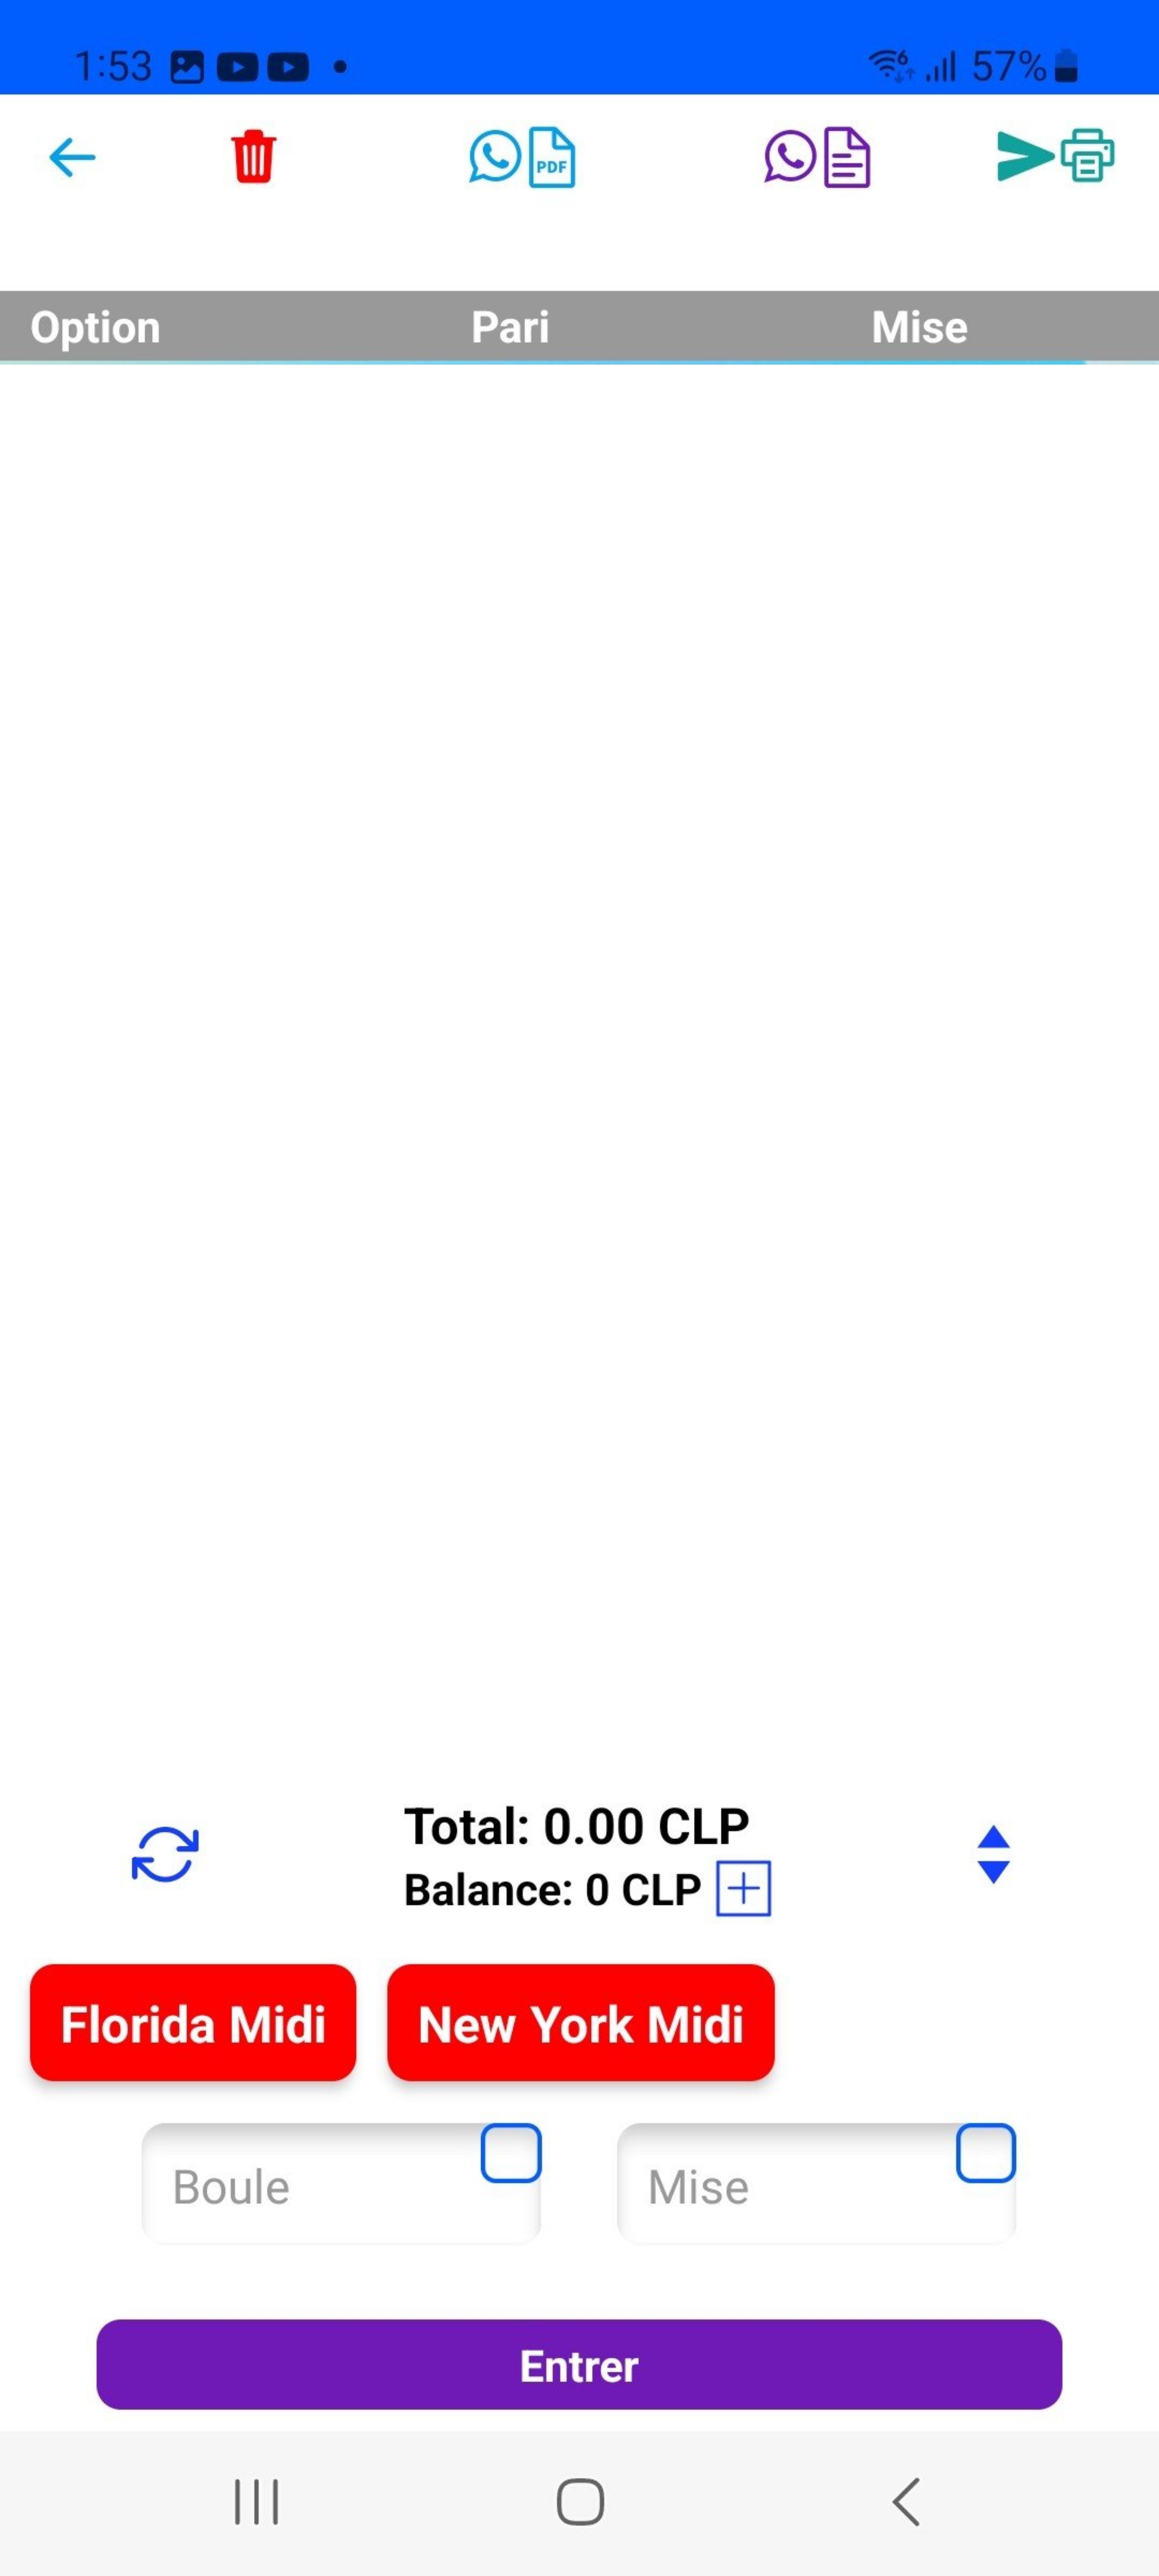 1:53 57%
PDF
Option Pari Mise
Total: 0.00 CLP
Balance: 0 CLP
Florida Midi New York Midi
Boule Mise
Entrer